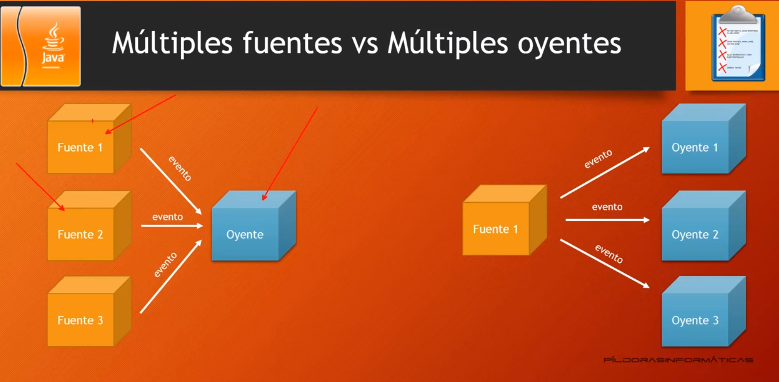 Múltiples fuentes vs Múltiples oyentes
Java
Fuente 1
evento
Fuente 2
evento
Oyente
Fuente 3
evento
Fuente 1
evento
Oyente 1
evento
Oyente 2
evento
Oyente 3
PÍLDORASINFORMÁTICAS